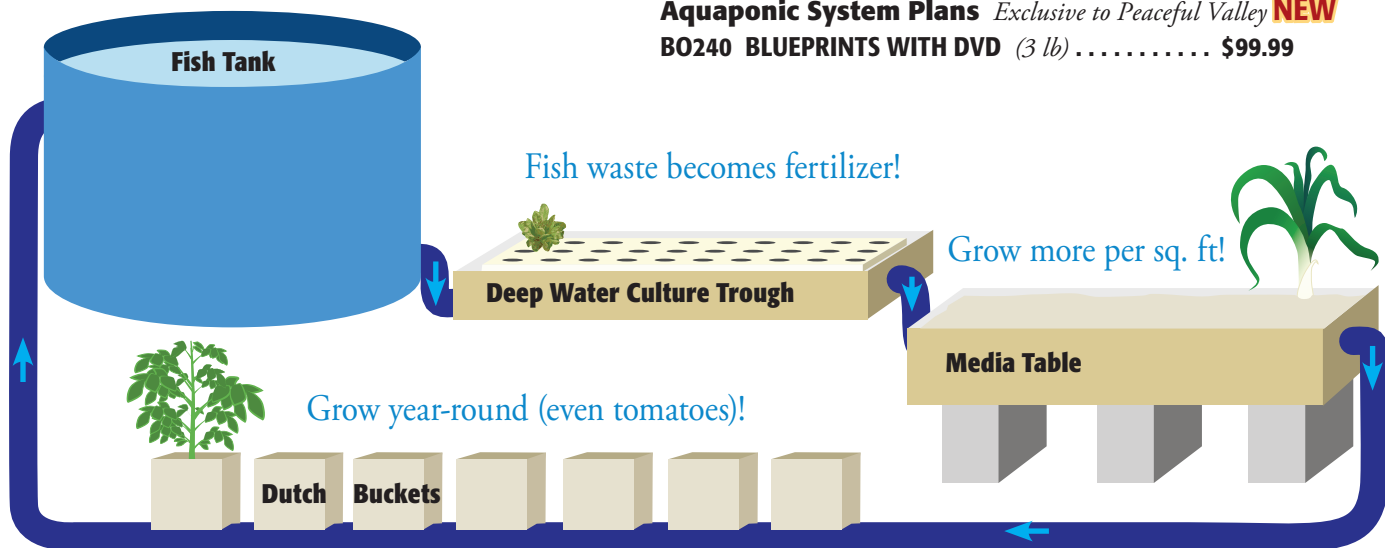 Aquaponic System Plans Exclusive to Peaceful Valley NEW
BO240 BLUEPRINTS WITH DVD (3 lb) . . . . . . . . . . . $99.99
Fish Tank
Fish waste becomes fertilizer!
Grow more per sq. ft!
Deep Water Culture Trough
Media Table
Grow year-round (even tomatoes)!
Dutch Buckets